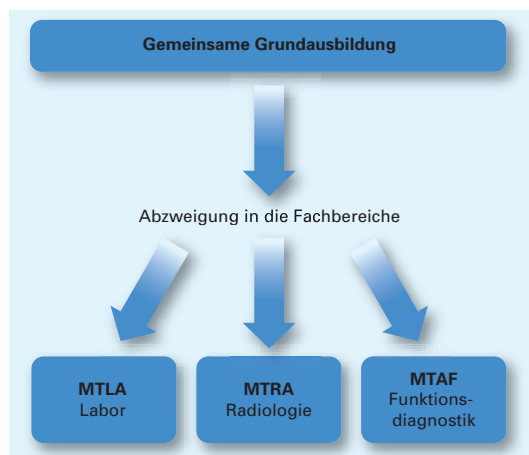 Gemeinsame Grundausbildung
Abzweigung in die Fachbereiche
MTLA
Labor
MTRA
Radiologie
MTAF
Funktions-
diagnostik